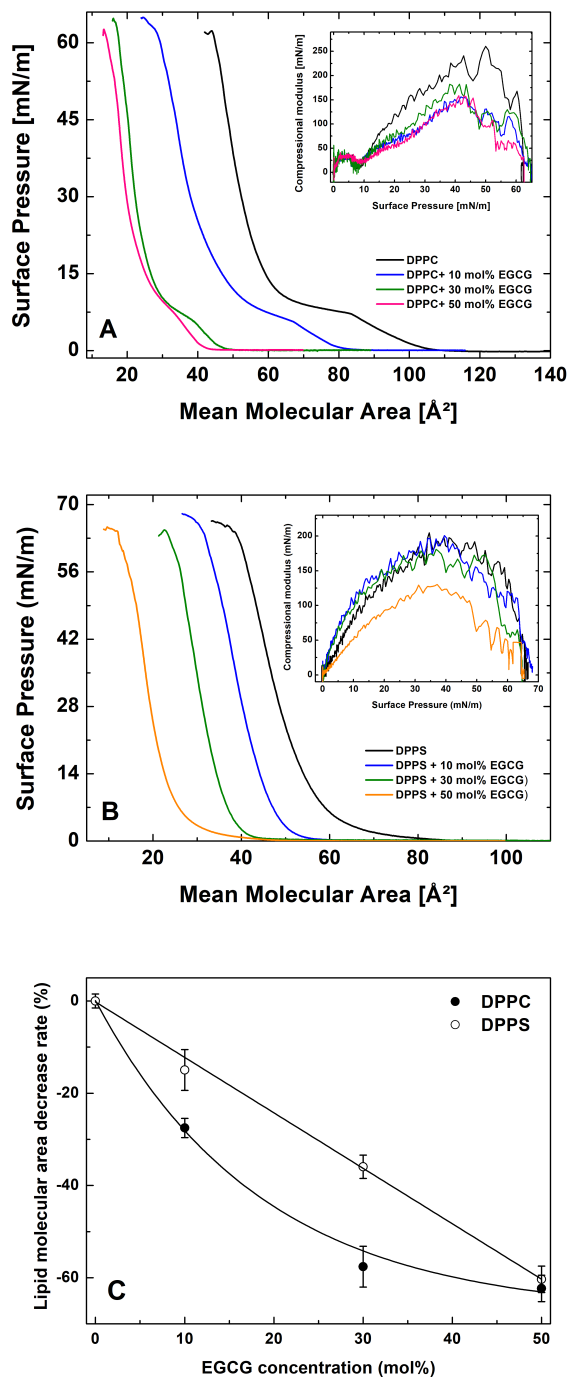 60
45
30
15
0
Surface Pressure [mN/m]
20 40 60 80 100 120 140
Mean Molecular Area [Å²]
A
250
200
150
100
50
0
Compressional modulus [mN/m]
0 10 20 30 40 50 60
Surface Pressure [mN/m]
DPPC
DPPC+ 10 mol% EGCG
DPPC+ 30 mol% EGCG
DPPC+ 50 mol% EGCG
70
56
42
28
14
0
Surface Pressure (mN/m)
20 40 60 80 100
Mean Molecular Area [Å²]
B
200
150
100
50
0
Compressional modulus (mN/m)
0 10 20 30 40 50 60 70
Surface Pressure (mN/m)
DPPS
DPPS + 10 mol% EGCG
DPPS + 30 mol% EGCG)
DPPS + 50 mol% EGCG)
0
-20
-40
-60
Lipid molecular area decrease rate (%)
0 10 20 30 40 50
EGCG concentration (mol%)
C
DPPC
DPPS